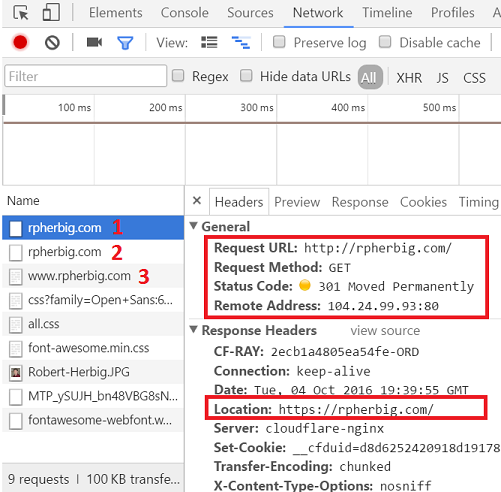 Elements Console Sources Network Timeline Profiles
View: Preserve log Disable cache
Filter Regex Hide data URLs All XHR JS CSS
100 ms 200 ms 300 ms 400 ms 500 ms
Name
rpherbig.com 1
rpherbig.com 2
www.rpherbig.com 3
css?family=Open+Sans:6...
all.css
font-awesome.min.css
Robert-Herbig.JPG
MTP_ySUJH_bn48VBG8sN...
fontawesome-webfont.w...
9 requests | 100 KB transfe...
× Headers Preview Response Cookies Timing
General
Request URL: http://rpherbig.com/
Request Method: GET
Status Code: 301 Moved Permanently
Remote Address: 104.24.99.93:80
Response Headers view source
CF-RAY: 2ecb1a4805ea54fe-ORD
Connection: keep-alive
Date: Tue, 04 Oct 2016 19:39:55 GMT
Location: https://rpherbig.com/
Server: cloudflare-nginx
Set-Cookie: __cfduid=d8d6252420918d19178
Transfer-Encoding: chunked
X-Content-Type-Options: nosniff